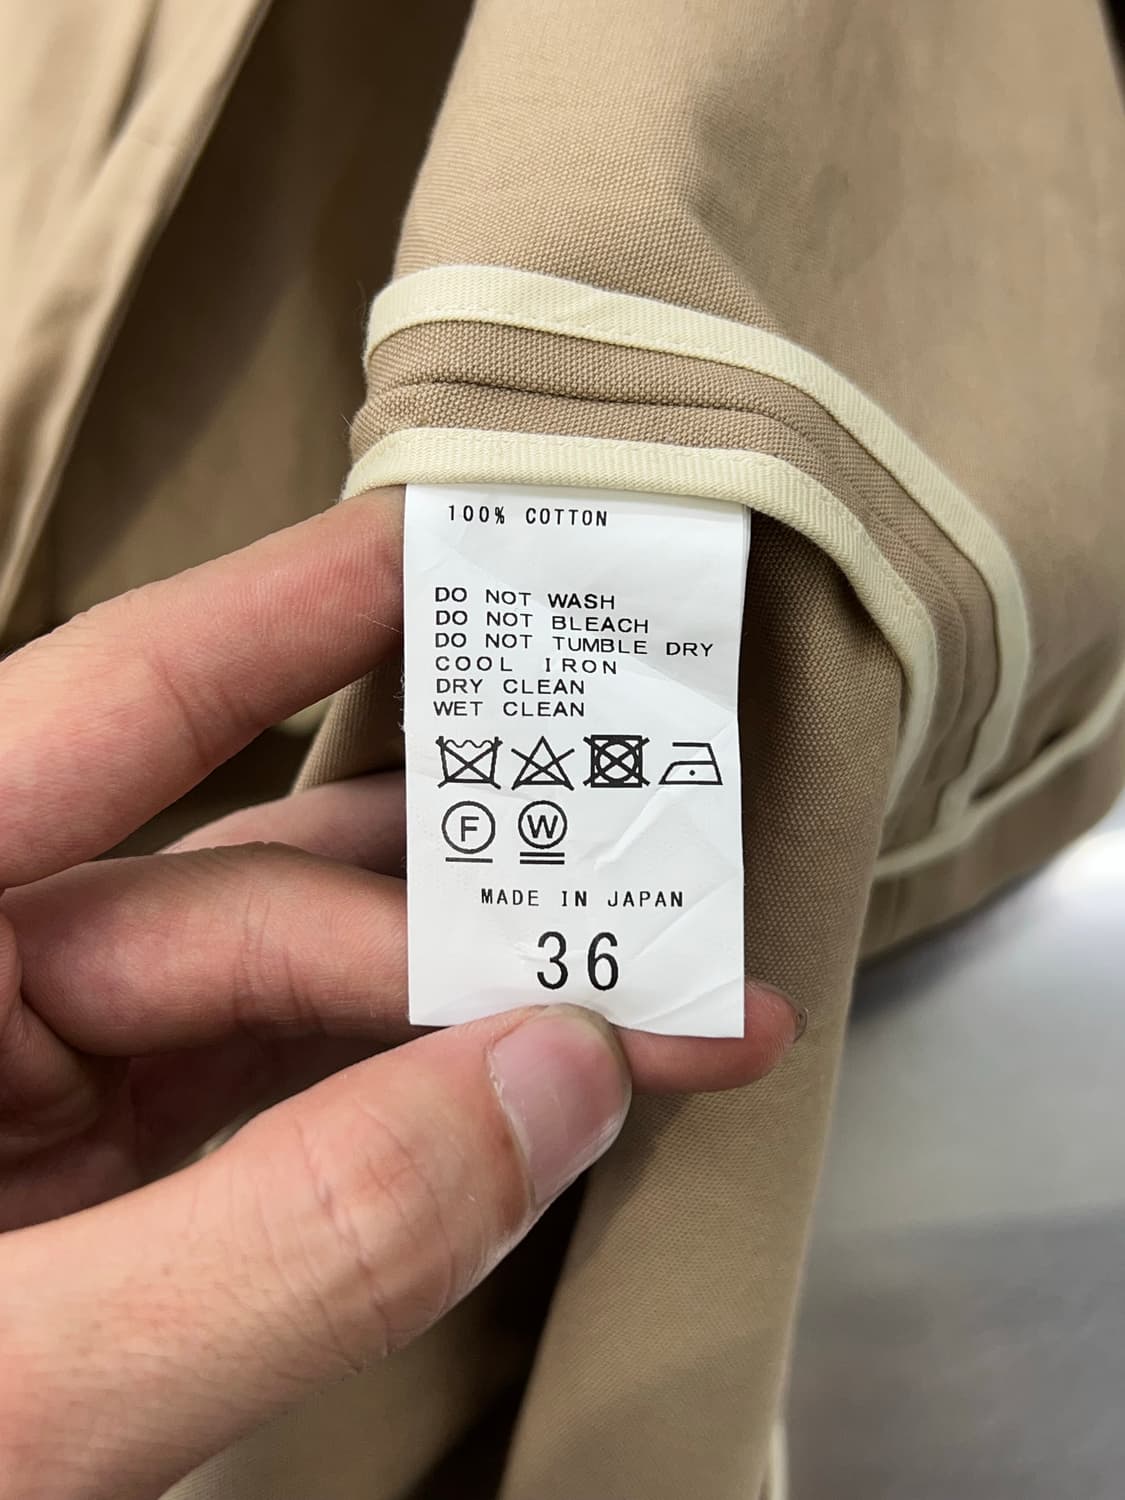 100% COTTON
DO NOT WASH
DO NOT BLEACH
DO NOT TUMBLE DRY
COOL IRON
DRY CLEAN
WET CLEAN
F W
MADE IN JAPAN
36